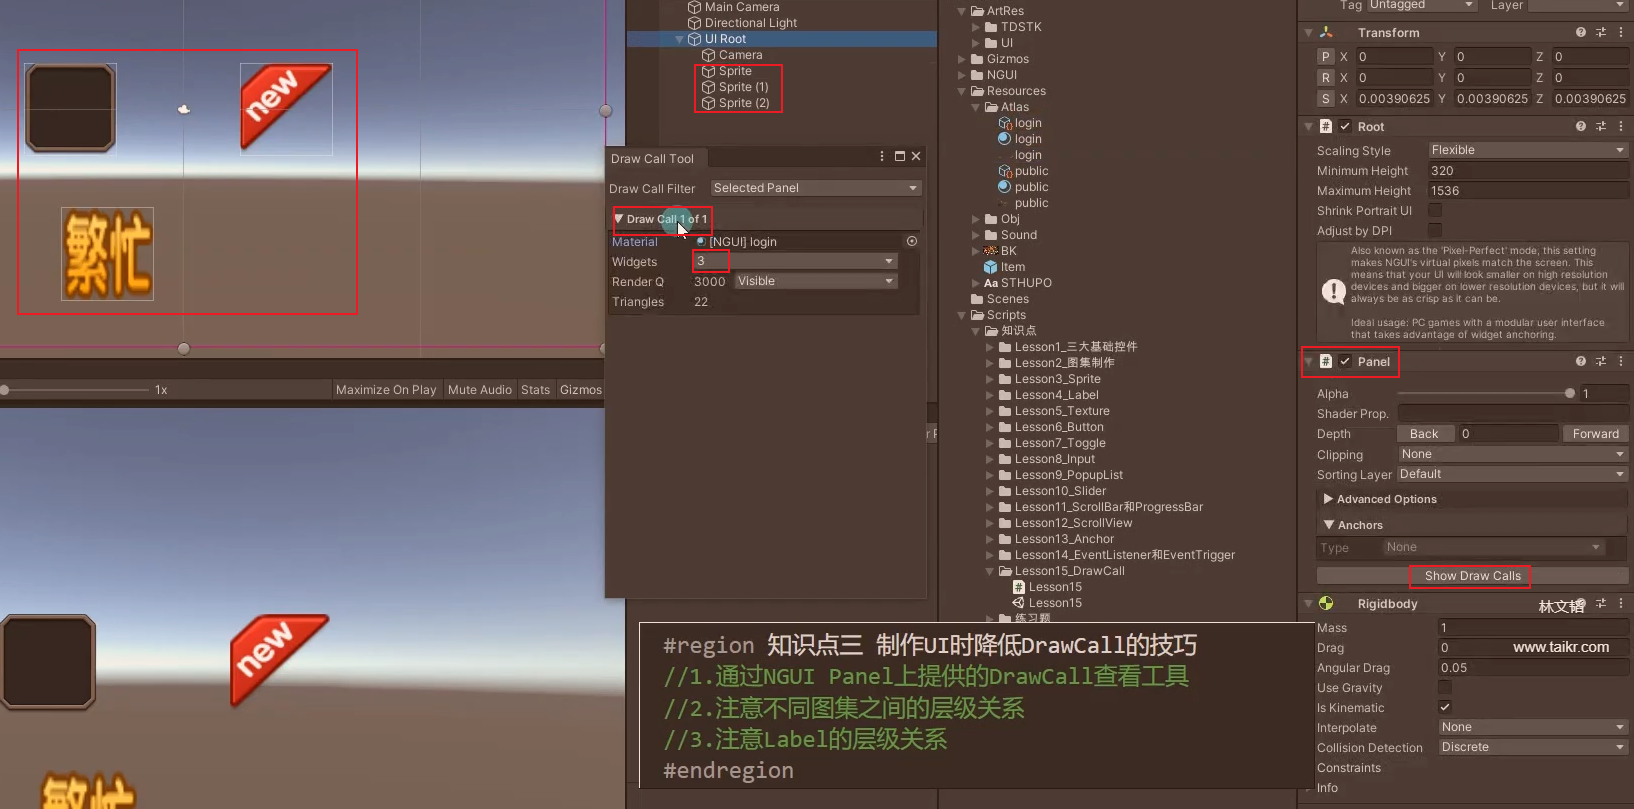 new
繁忙
1x
Maximize On Play
Mute Audio
Stats
Gizmos
new
繁忙
Main Camera
Directional Light
UI Root
Camera
Sprite
Sprite (1)
Sprite (2)
Draw Call Tool
Draw Call Filter
Selected Panel
Draw Call 1 of 1
Material
[NGUI] login
Widgets
3
Render Q
3000
Visible
Triangles
22
ArtRes
TDSTK
UI
Gizmos
NGUI
Resources
Atlas
login
login
login
public
public
public
Obj
Sound
BK
Item
Aa STHUPO
Scenes
Scripts
知识点
Lesson1_三大基础控件
Lesson2_图集制作
Lesson3_Sprite
Lesson4_Label
Lesson5_Texture
Lesson6_Button
Lesson7_Toggle
Lesson8_Input
Lesson9_PopupList
Lesson10_Slider
Lesson11_ScrollBar和ProgressBar
Lesson12_ScrollView
Lesson13_Anchor
Lesson14_EventListener和EventTrigger
Lesson15_DrawCall
Lesson15
Lesson15
练习题
Tag Untagged Layer
Transform
P X 0 Y 0 Z 0
R X 0 Y 0 Z 0
S X 0.00390625 Y 0.00390625 Z 0.00390625
Root
Scaling Style Flexible
Minimum Height 320
Maximum Height 1536
Shrink Portrait UI
Adjust by DPI
Also known as the 'Pixel-Perfect' mode, this setting
makes NGUI's virtual pixels match the screen. This
means that your UI will look smaller on high resolution
devices and bigger on lower resolution devices, but it will
always be as crisp as it can be.
Ideal usage: PC games with a modular user interface
that takes advantage of widget anchoring.
Panel
Alpha 1
Shader Prop.
Depth Back 0 Forward
Clipping None
Sorting Layer Default
Advanced Options
Anchors
Type None
Show Draw Calls
Rigidbody
林文韬
Mass 1
Drag 0
www.taikr.com
Angular Drag 0.05
Use Gravity
Is Kinematic
Interpolate None
Collision Detection Discrete
Constraints
Info
#region 知识点三 制作UI时降低DrawCall的技巧
//1.通过NGUI Panel上提供的DrawCall查看工具
//2.注意不同图集之间的层级关系
//3.注意Label的层级关系
#endregion